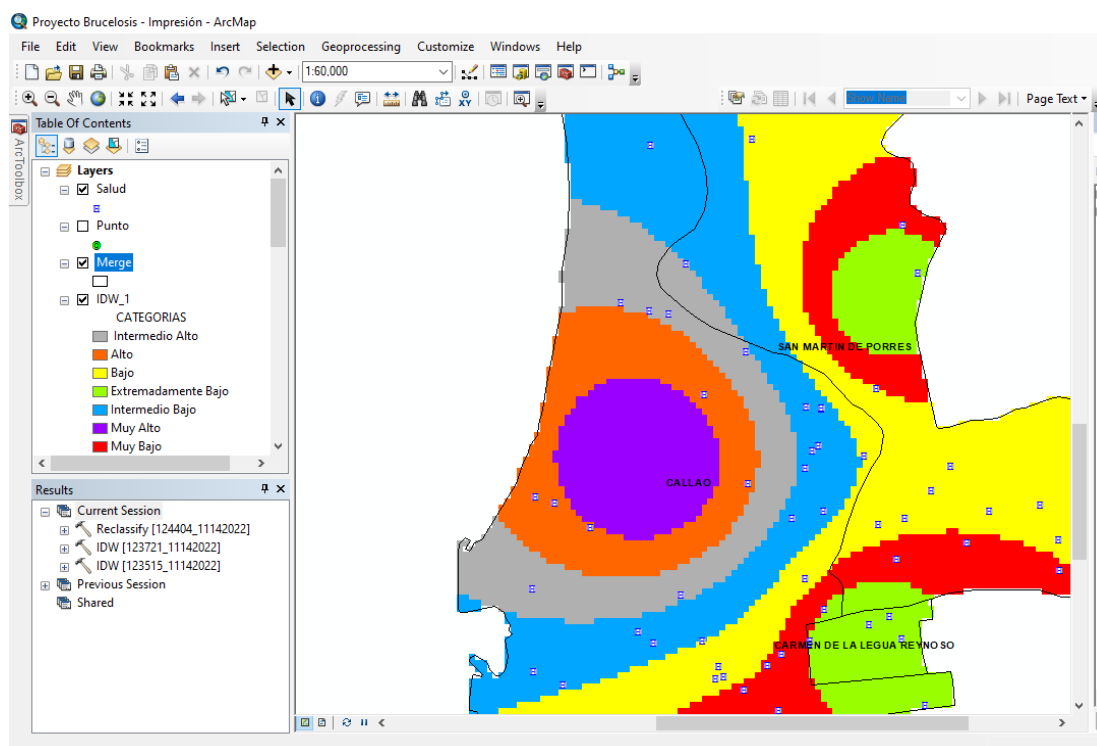 Proyecto Brucelosis - Impresión - ArcMap
File Edit View Bookmarks Insert Selection Geoprocessing Customize Windows Help
1:60,000
Show Name
Page Text
Table Of Contents
ArcToolbox
Layers
Salud
Punto
Merge
IDW_1
CATEGORIAS
Intermedio Alto
Alto
Bajo
Extremadamente Bajo
Intermedio Bajo
Muy Alto
Muy Bajo
Results
Current Session
Reclassify [124404_11142022]
IDW [123721_11142022]
IDW [123515_11142022]
Previous Session
Shared
SAN MARTIN DE PORRES
CALLAO
CARMEN DE LA LEGUA REYNOSO